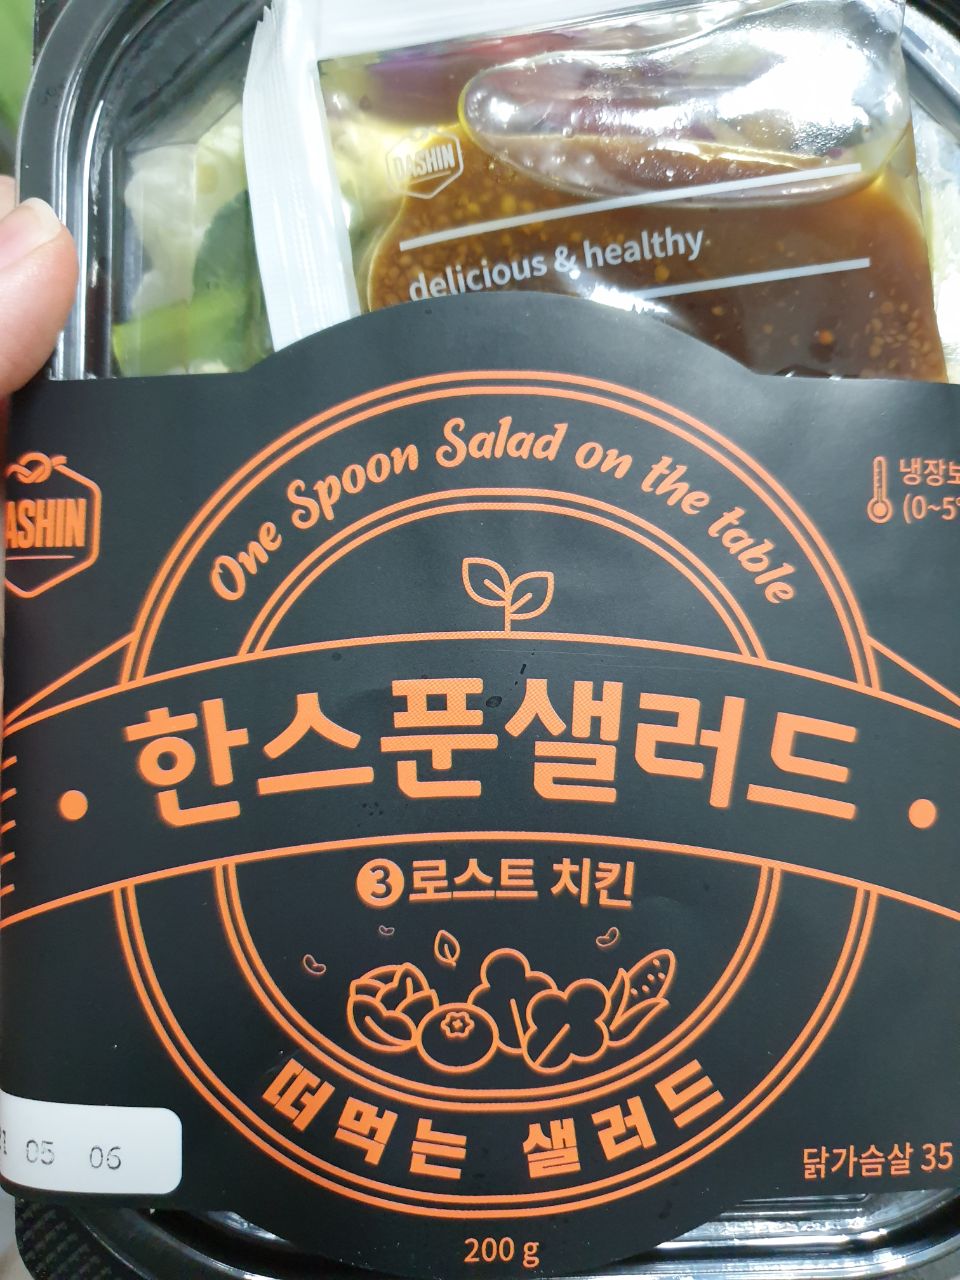 DASHIN
delicious & healthy
One Spoon Salad on the table
DASHIN
냉장보
(0~5°
한스푼샐러드
3 로스트 치킨
떠먹는 샐러드
05 06
닭가슴살 35
200 g